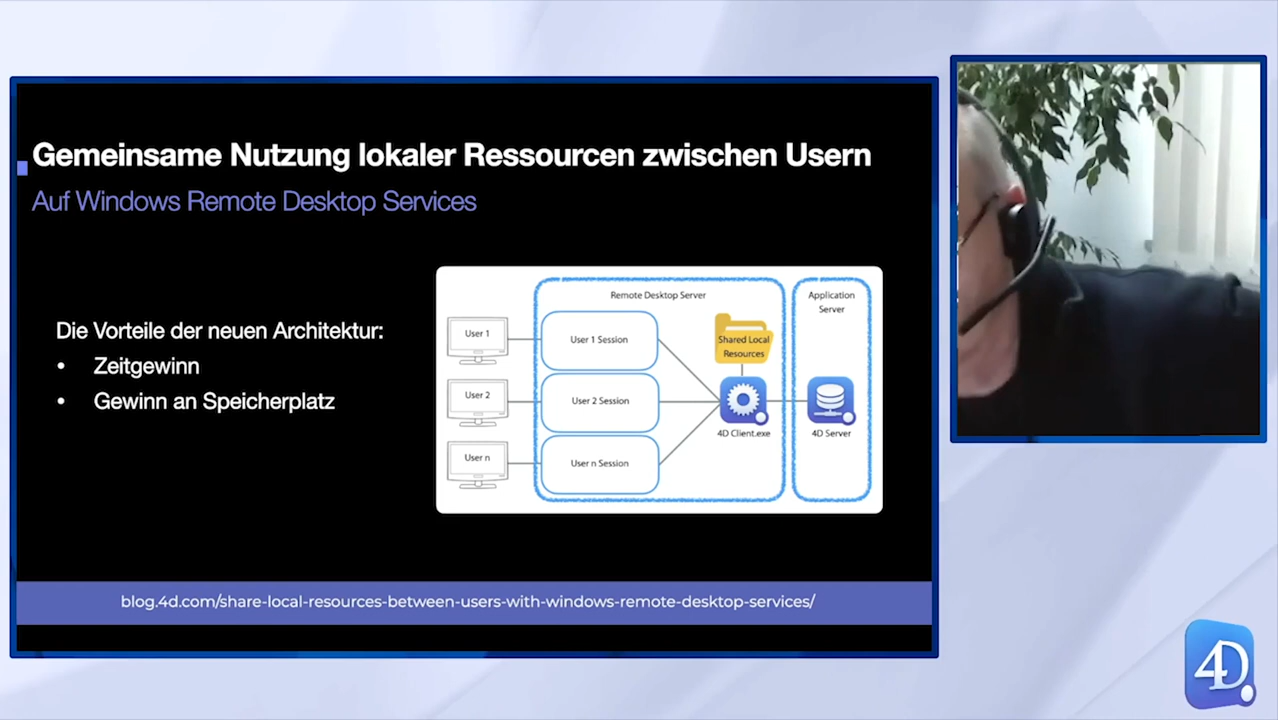 Gemeinsame Nutzung lokaler Ressourcen zwischen Usern
Auf Windows Remote Desktop Services
Die Vorteile der neuen Architektur:
• Zeitgewinn
• Gewinn an Speicherplatz
Remote Desktop Server
Application
Server
User 1
User 1 Session
Shared Local
Resources
User 2
User 2 Session
4D Client.exe
4D Server
User n
User n Session
blog.4d.com/share-local-resources-between-users-with-windows-remote-desktop-services/
4D